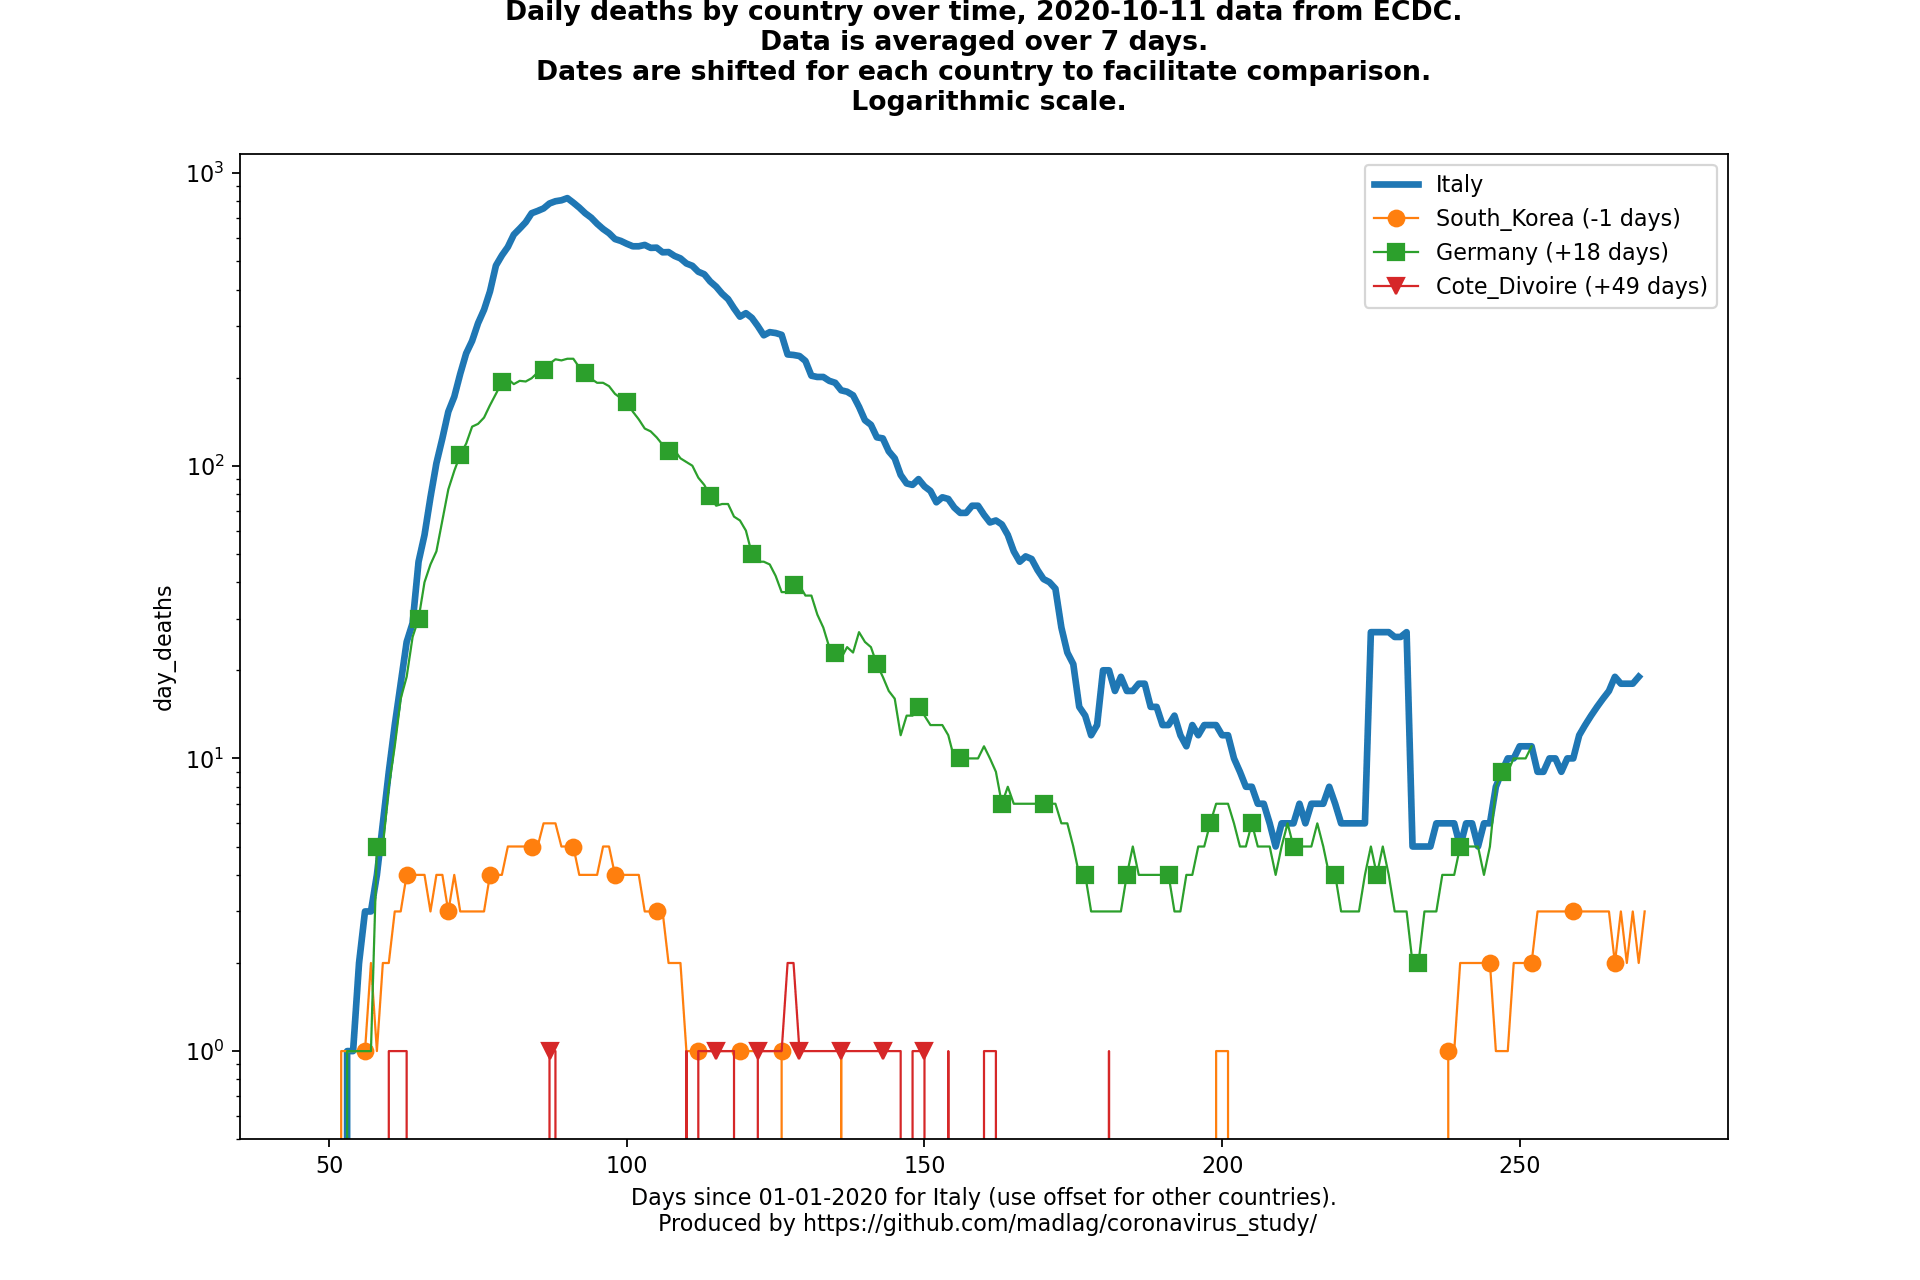 Daily deaths by country over time, 2020-10-11 data from ECDC.
Data is averaged over 7 days.
Dates are shifted for each country to facilitate comparison.
Logarithmic scale.
10³
10²
10¹
10⁰
day_deaths
Italy
South_Korea (-1 days)
Germany (+18 days)
Cote_Divoire (+49 days)
50 100 150 200 250
Days since 01-01-2020 for Italy (use offset for other countries).
Produced by https://github.com/madlag/coronavirus_study/